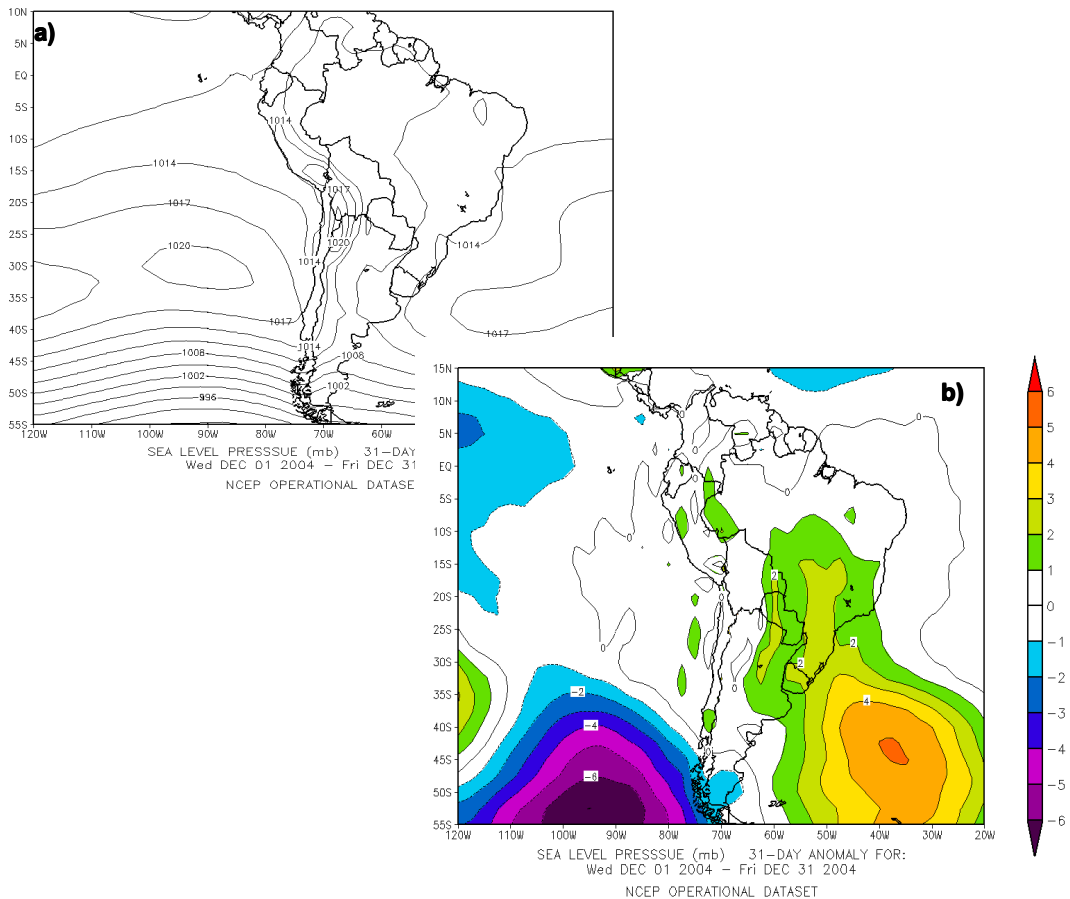 a)
10N
5N
EQ
5S
10S
15S
20S
25S
30S
35S
40S
45S
50S
55S
1014
1014
1017
1017
1020
1020
1014
1014
1017
1017
1014
1008
1008
1002
1002
996
120W
110W
100W
90W
80W
70W
60W
SEA LEVEL PRESSSUE (mb) 31-DAY
Wed DEC 01 2004 – Fri DEC 31
NCEP OPERATIONAL DATASE
b)
15N
10N
5N
EQ
5S
10S
15S
20S
25S
30S
35S
40S
45S
50S
55S
0
0
0
0
0
0
0
0
0
0
0
2
2
2
4
-2
-4
-6
120W
110W
100W
90W
80W
70W
60W
50W
40W
30W
20W
SEA LEVEL PRESSSUE (mb) 31-DAY ANOMALY FOR:
Wed DEC 01 2004 – Fri DEC 31 2004
NCEP OPERATIONAL DATASET
6
5
4
3
2
1
0
-1
-2
-3
-4
-5
-6